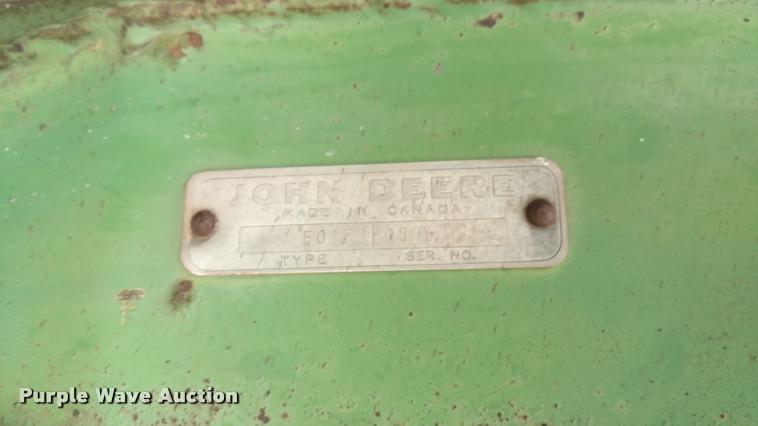 JOHN DEERE
MADE IN CANADA
TYPE SER. NO.
Purple Wave Auction